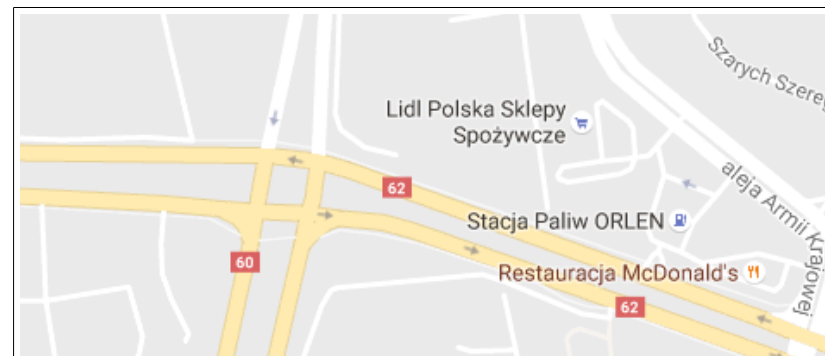 Szarych Szere
Lidl Polska Sklepy
Spożywcze
62
aleja Armii Krajowej
Stacja Paliw ORLEN
60
Restauracja McDonald's
62